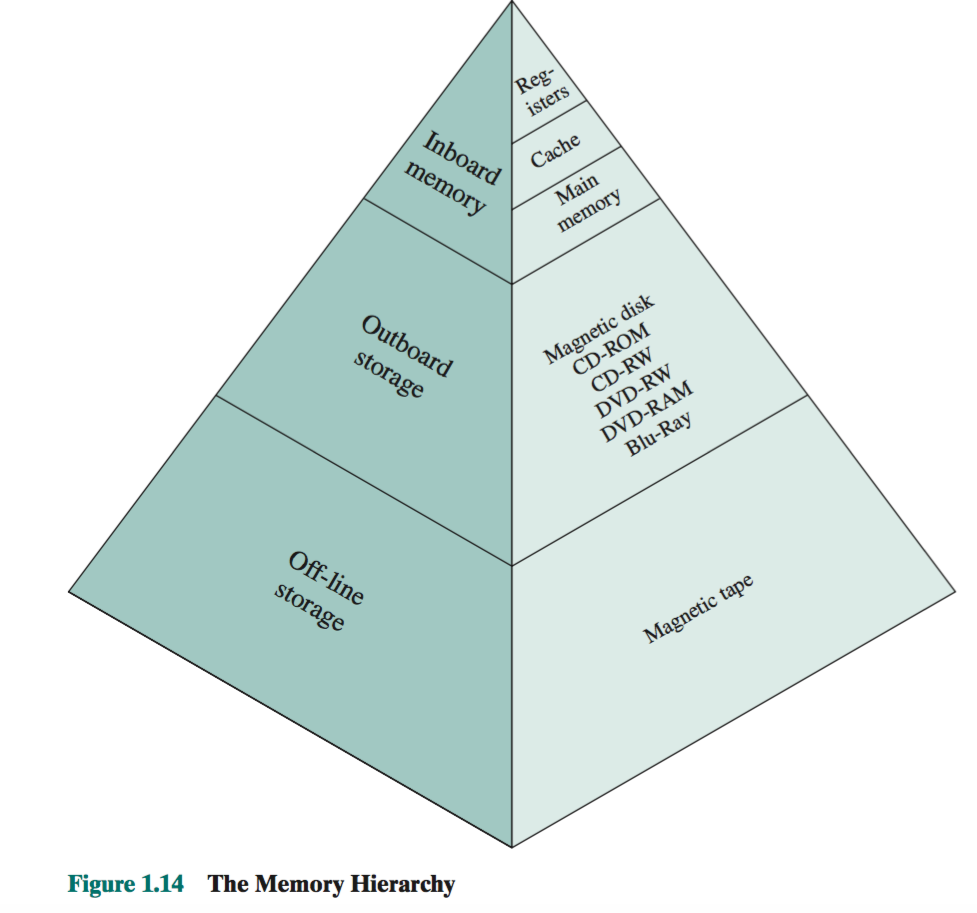 Reg-
isters
Cache
Main
memory
Inboard
memory
Magnetic disk
CD-ROM
CD-RW
DVD-RW
DVD-RAM
Blu-Ray
Outboard
storage
Magnetic tape
Off-line
storage
Figure 1.14 The Memory Hierarchy